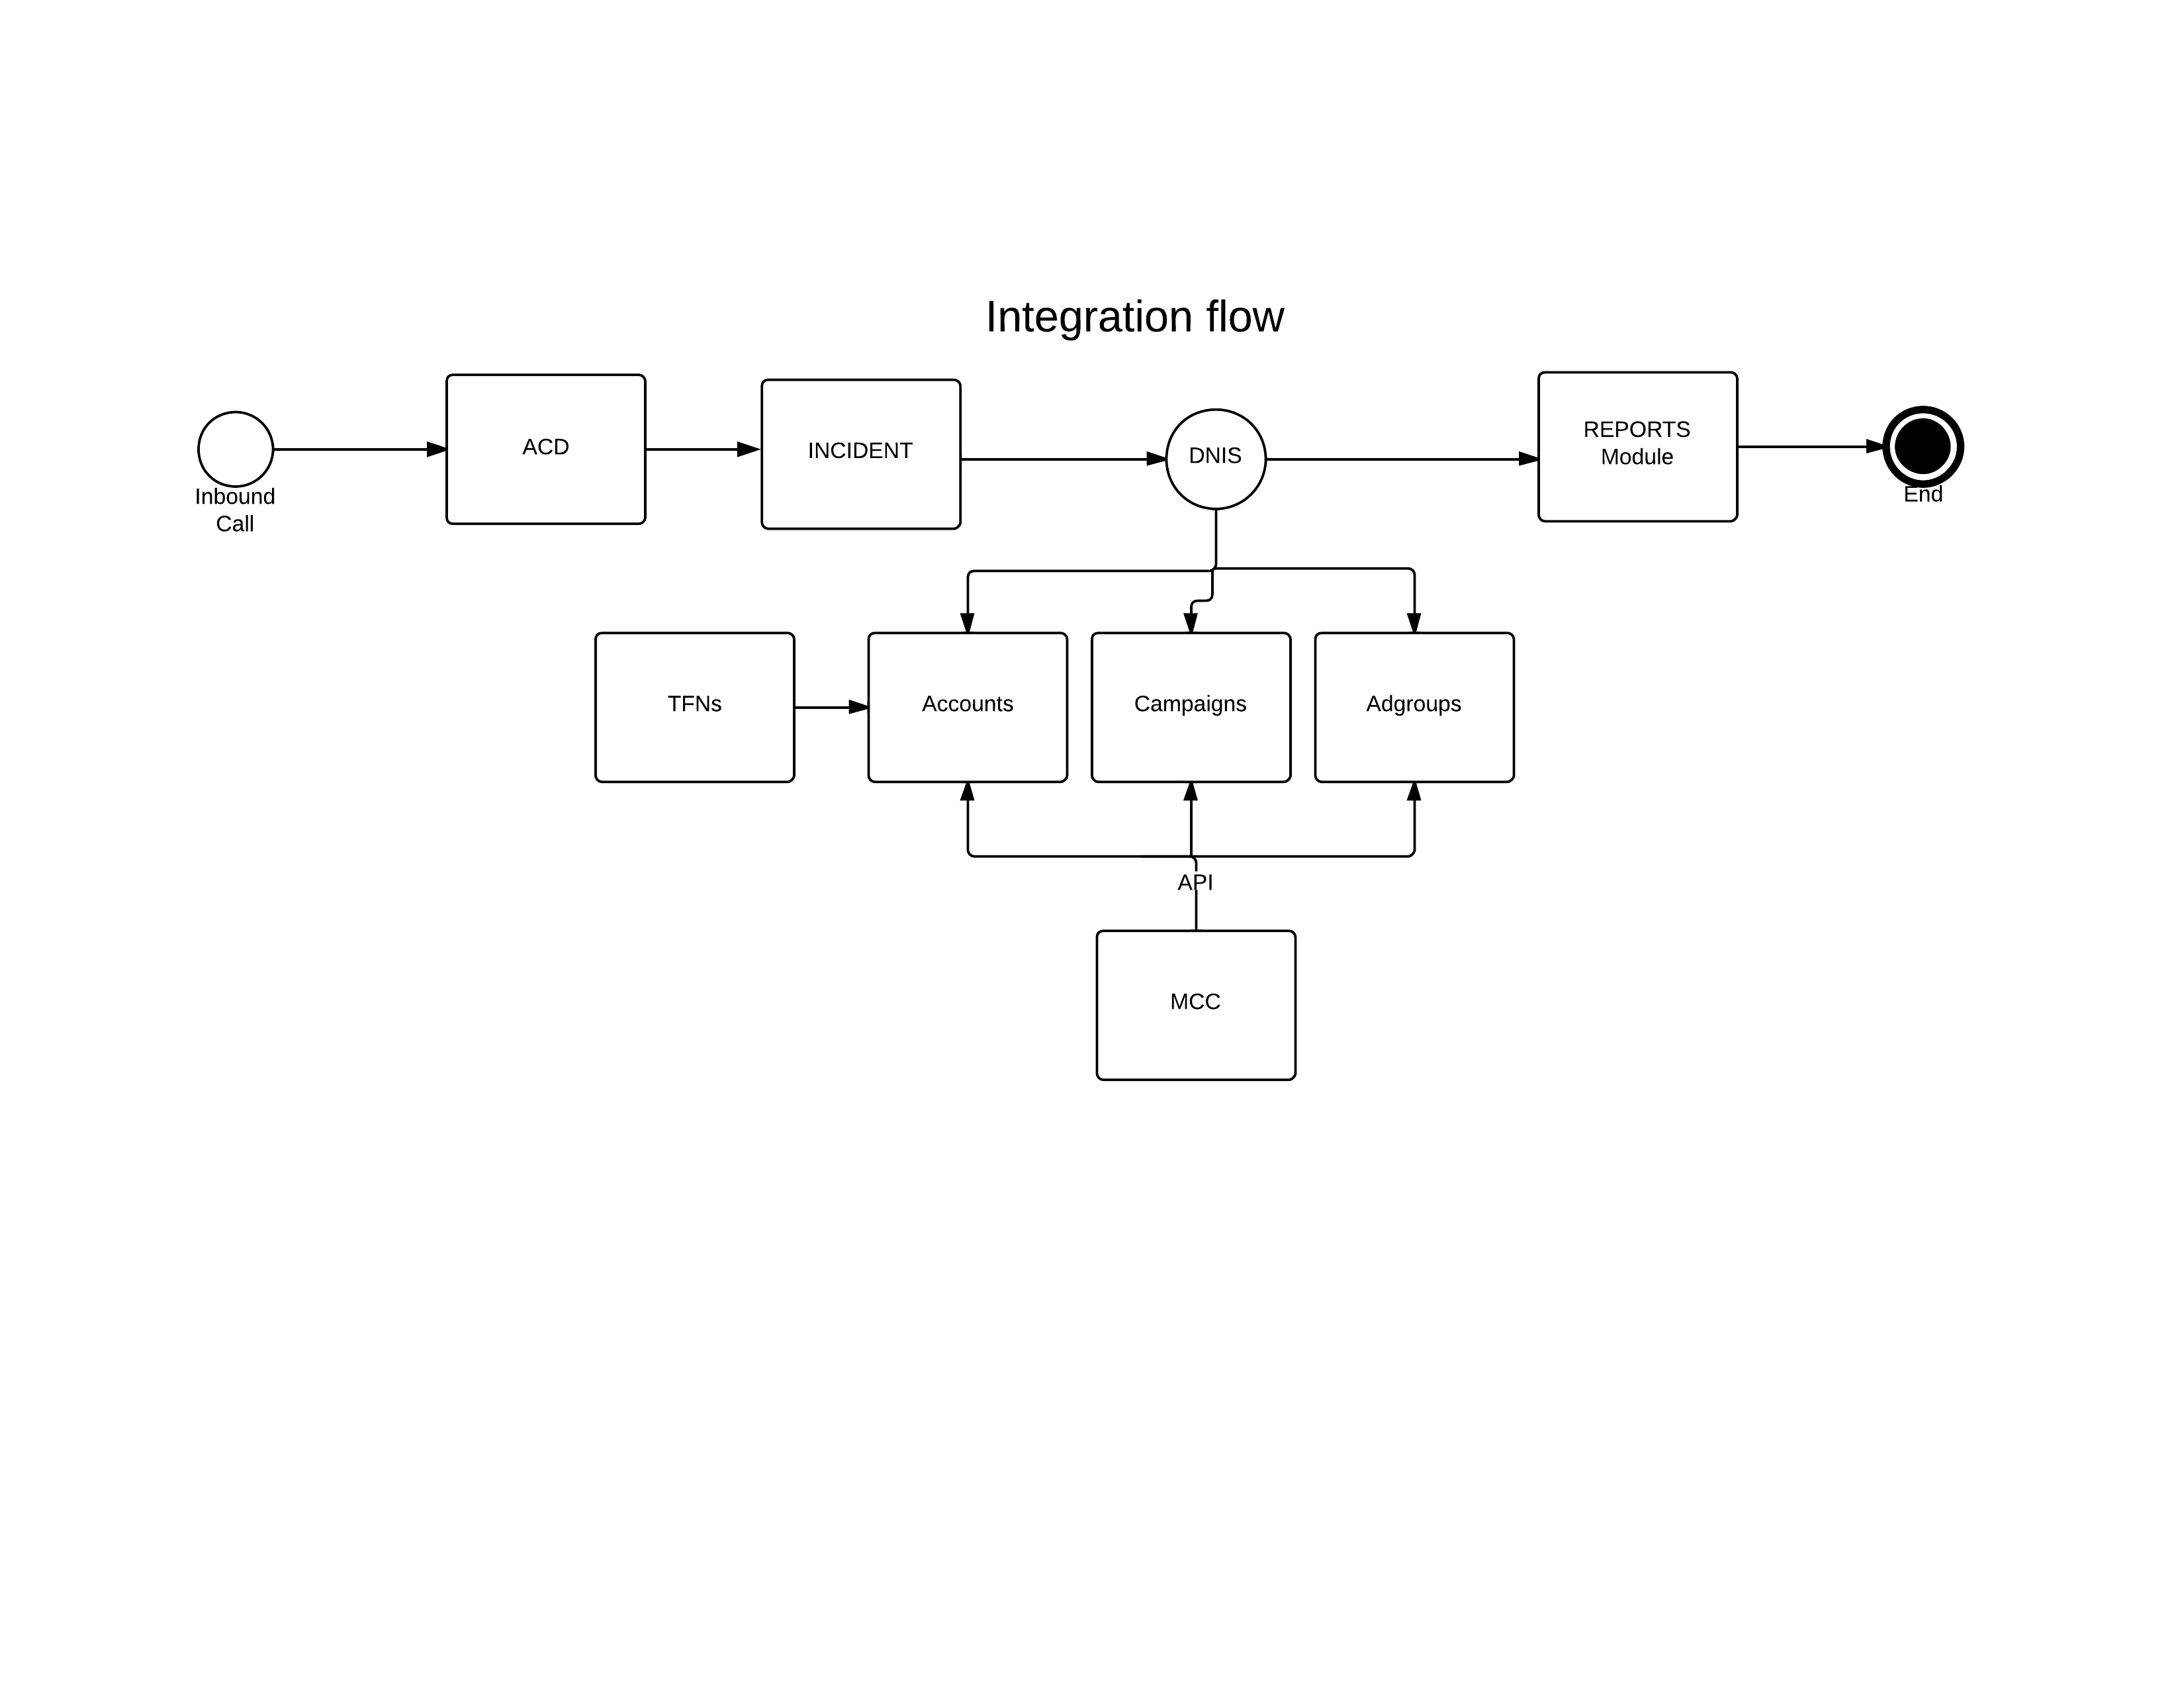 Integration flow
ACD
INCIDENT
DNIS
REPORTS
Module
Inbound
Call
End
TFNs
Accounts
Campaigns
Adgroups
API
MCC